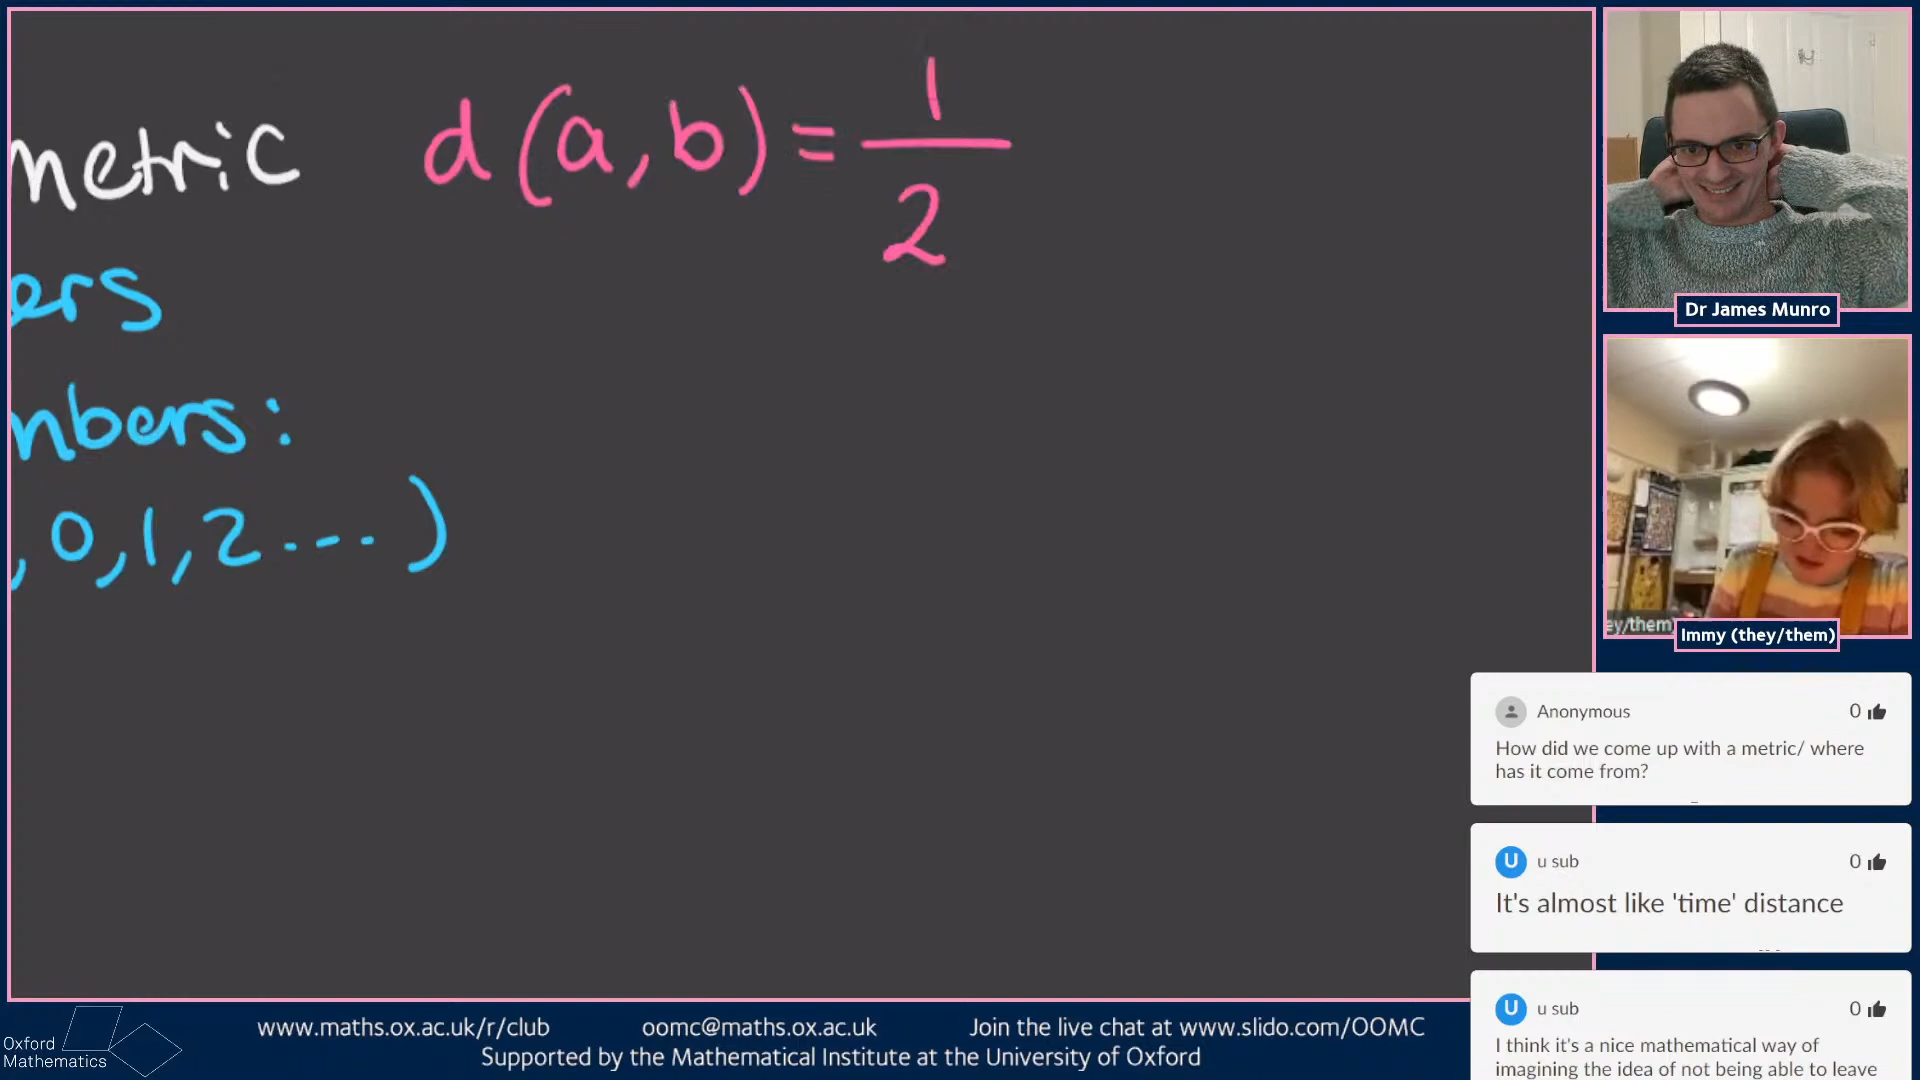 metric
d(a,b) = 1/2
ers
mbers:
, 0, 1, 2 ....)
Dr James Munro
ey/them)
Immy (they/them)
Anonymous
0
How did we come up with a metric/ where
has it come from?
U
u sub
0
It's almost like 'time' distance
U
u sub
0
I think it's a nice mathematical way of
imagining the idea of not being able to leave
Oxford
Mathematics
www.maths.ox.ac.uk/r/club
oomc@maths.ox.ac.uk
Join the live chat at www.slido.com/OOMC
Supported by the Mathematical Institute at the University of Oxford